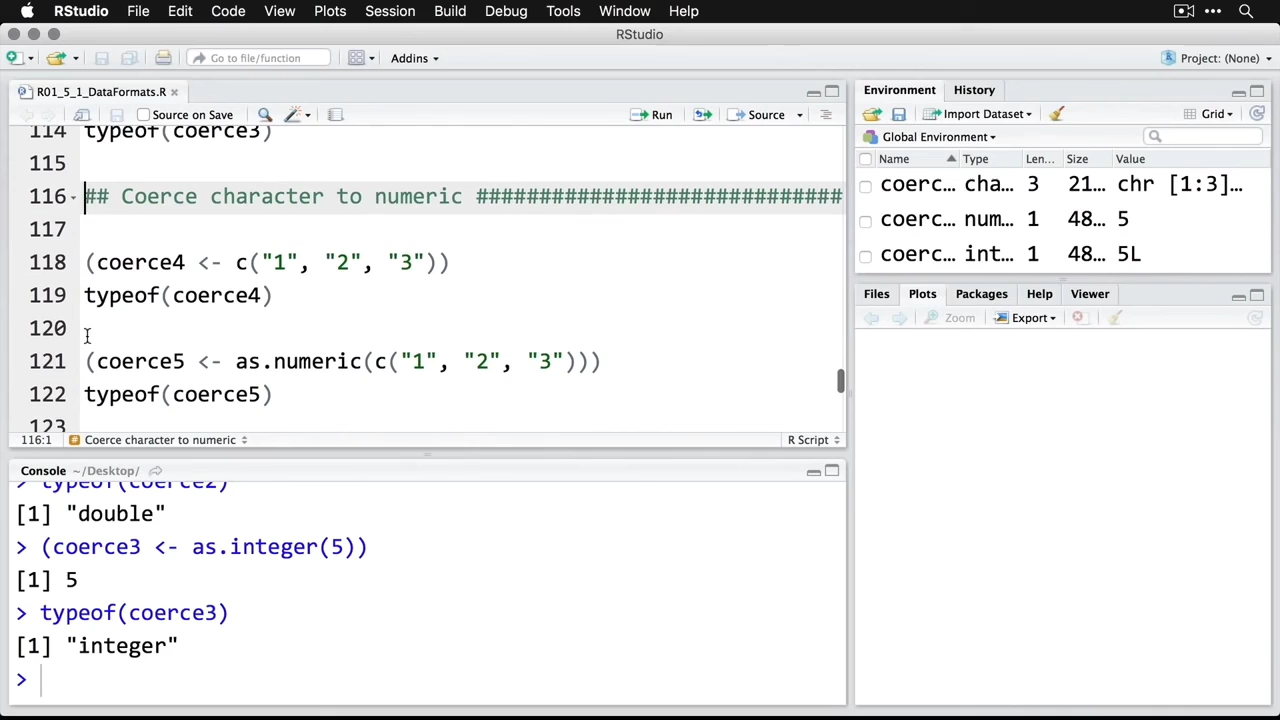 RStudio File Edit Code View Plots Session Build Debug Tools Window Help
RStudio
Go to file/function
Addins
Project: (None)
R01_5_1_DataFormats.R
Source on Save
Run
Source
114 typeof(coerce3)
115
116 ## Coerce character to numeric #############################
117
118 (coerce4 <- c("1", "2", "3"))
119 typeof(coerce4)
120
121 (coerce5 <- as.numeric(c("1", "2", "3")))
122 typeof(coerce5)
123
116:1 # Coerce character to numeric
R Script
Console ~/Desktop/
> typeof(coerce2)
[1] "double"
> (coerce3 <- as.integer(5))
[1] 5
> typeof(coerce3)
[1] "integer"
>
Environment History
Import Dataset
Grid
Global Environment
Name Type Len... Size Value
coerc... cha... 3 21... chr [1:3]...
coerc... num... 1 48... 5
coerc... int... 1 48... 5L
Files Plots Packages Help Viewer
Zoom Export